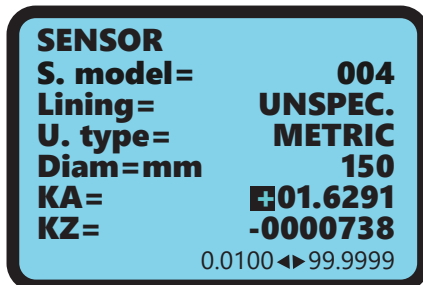 SENSOR
S. model= 004
Lining= UNSPEC.
U. type= METRIC
Diam=mm 150
KA= +01.6291
KZ= -0000738
0.0100◄►99.9999